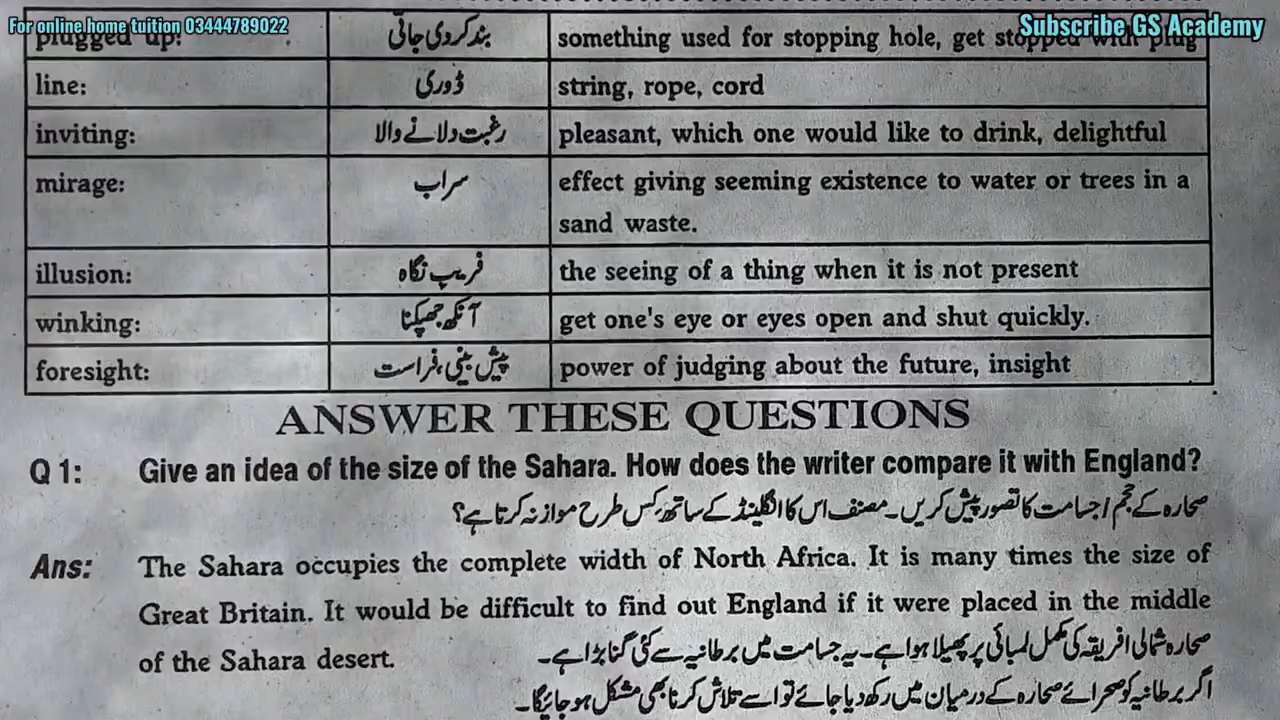 For online home tuition 03444789022
Subscribe GS Academy
plugged up: بند کر دی جاتی something used for stopping hole, get stopped with plug
line: ڈوری string, rope, cord
inviting: رغبت دلانے والا pleasant, which one would like to drink, delightful
mirage: سراب effect giving seeming existence to water or trees in a
sand waste.
illusion: فریب نگاہ the seeing of a thing when it is not present
winking: آنکھ جھپکنا get one's eye or eyes open and shut quickly.
foresight: پیش بینی، فراست power of judging about the future, insight
ANSWER THESE QUESTIONS
Q 1: Give an idea of the size of the Sahara. How does the writer compare it with England?
صحارہ کے حجم / جسامت کا تصور پیش کریں۔ مصنف اس کا انگلینڈ کے ساتھ کس طرح موازنہ کرتا ہے؟
Ans: The Sahara occupies the complete width of North Africa. It is many times the size of
Great Britain. It would be difficult to find out England if it were placed in the middle
of the Sahara desert. صحارہ شمالی افریقہ کی مکمل لمبائی پر پھیلا ہوا ہے۔ یہ جسامت میں برطانیہ سے کئی گنا بڑا ہے۔
اگر برطانیہ کو صحرائے صحارہ کے درمیان میں رکھ دیا جائے تو اسے تلاش کرنا بھی مشکل ہو جائیگا۔